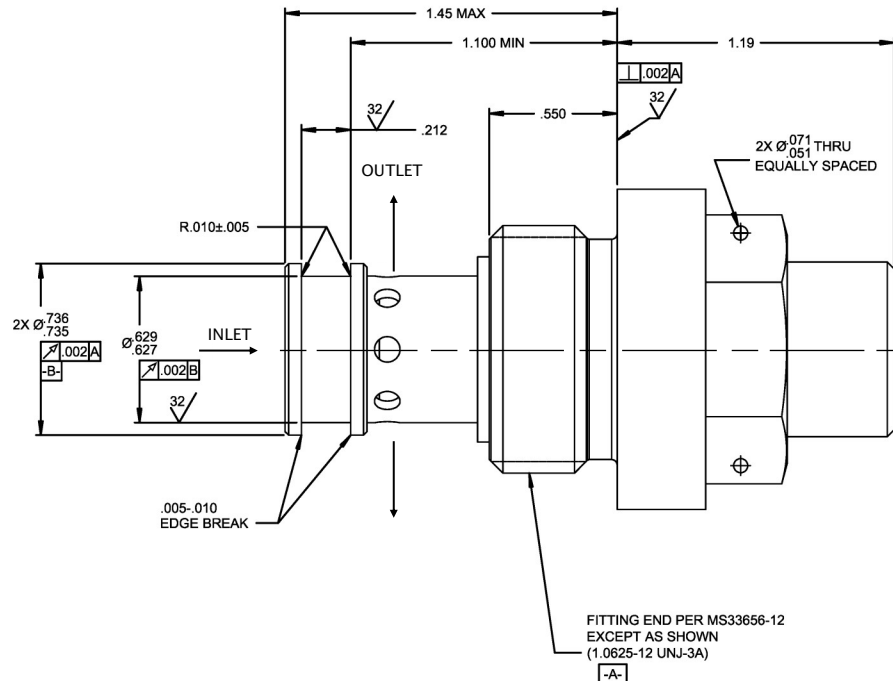 1.45 MAX
1.100 MIN
1.19
⊥ .002 A
32
.550
32
.212
2X Ø.071
.051 THRU
EQUALLY SPACED
OUTLET
R.010±.005
2X Ø.736
.735
↗ .002 A
-B-
INLET
Ø.629
.627
↗ .002 B
32
.005-.010
EDGE BREAK
FITTING END PER MS33656-12
EXCEPT AS SHOWN
(1.0625-12 UNJ-3A)
-A-